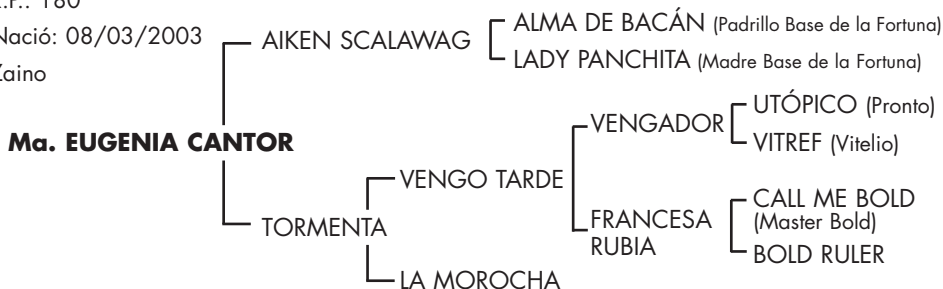 R.P.: 180
Nació: 08/03/2003
Zaino
Ma. EUGENIA CANTOR
AIKEN SCALAWAG
ALMA DE BACÁN (Padrillo Base de la Fortuna)
LADY PANCHITA (Madre Base de la Fortuna)
TORMENTA
VENGO TARDE
VENGADOR
UTÓPICO (Pronto)
VITREF (Vitelio)
FRANCESA
RUBIA
CALL ME BOLD
(Master Bold)
BOLD RULER
LA MOROCHA